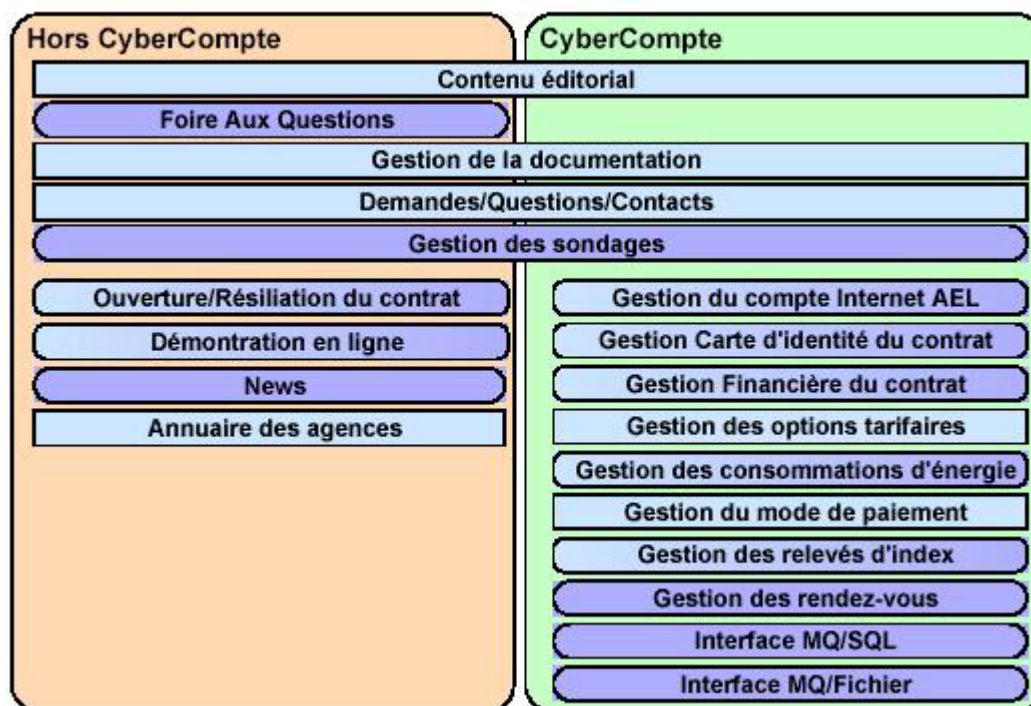 Hors CyberCompte
CyberCompte
Contenu éditorial
Foire Aux Questions
Gestion de la documentation
Demandes/Questions/Contacts
Gestion des sondages
Ouverture/Résiliation du contrat
Démontration en ligne
News
Annuaire des agences
Gestion du compte Internet AEL
Gestion Carte d'identité du contrat
Gestion Financière du contrat
Gestion des options tarifaires
Gestion des consommations d'énergie
Gestion du mode de paiement
Gestion des relevés d'index
Gestion des rendez-vous
Interface MQ/SQL
Interface MQ/Fichier